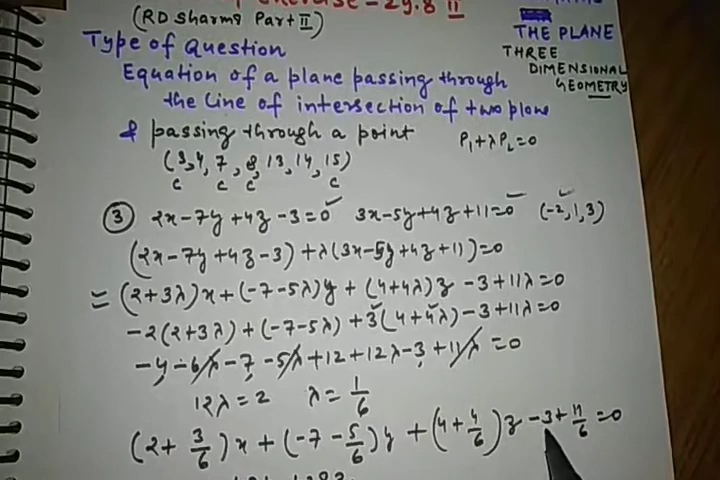 Exercise - 29.8 II
(RD Sharma Part II)
THE PLANE
THREE
DIMENSIONAL
GEOMETRY
Type of Question
Equation of a plane passing through
the line of intersection of two plane
& passing through a point
P₁+λP₂=0
(3,4, 7, 8, 13, 14, 15)
c c c c
③ 2x-7y+4z-3=0 3x-5y+4z+11=0 (-2,1,3)
(2x-7y+4z-3)+λ(3x-5y+4z+11)=0
= (2+3λ)x+(-7-5λ)y+(4+4λ)z-3+11λ=0
-2(2+3λ)+(-7-5λ)+3(4+4λ)-3+11λ=0
-4-6λ-7-5λ+12+12λ-3+11λ=0
12λ=2 λ=1/6
(2+3/6)x+(-7-5/6)y+(4+4/6)z-3+11/6=0